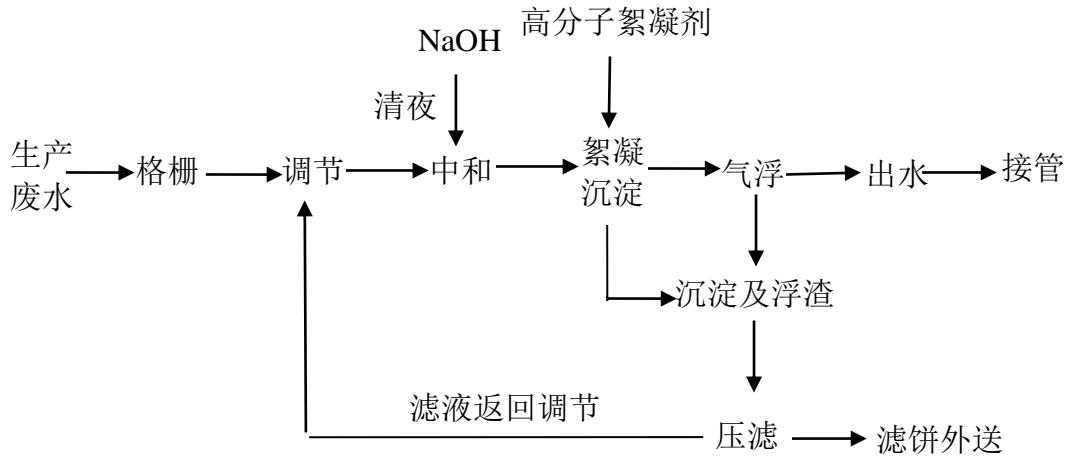 高分子絮凝剂
NaOH
清夜
生产
废水
格栅
调节
中和
絮凝
沉淀
气浮
出水
接管
沉淀及浮渣
滤液返回调节
压滤
滤饼外送